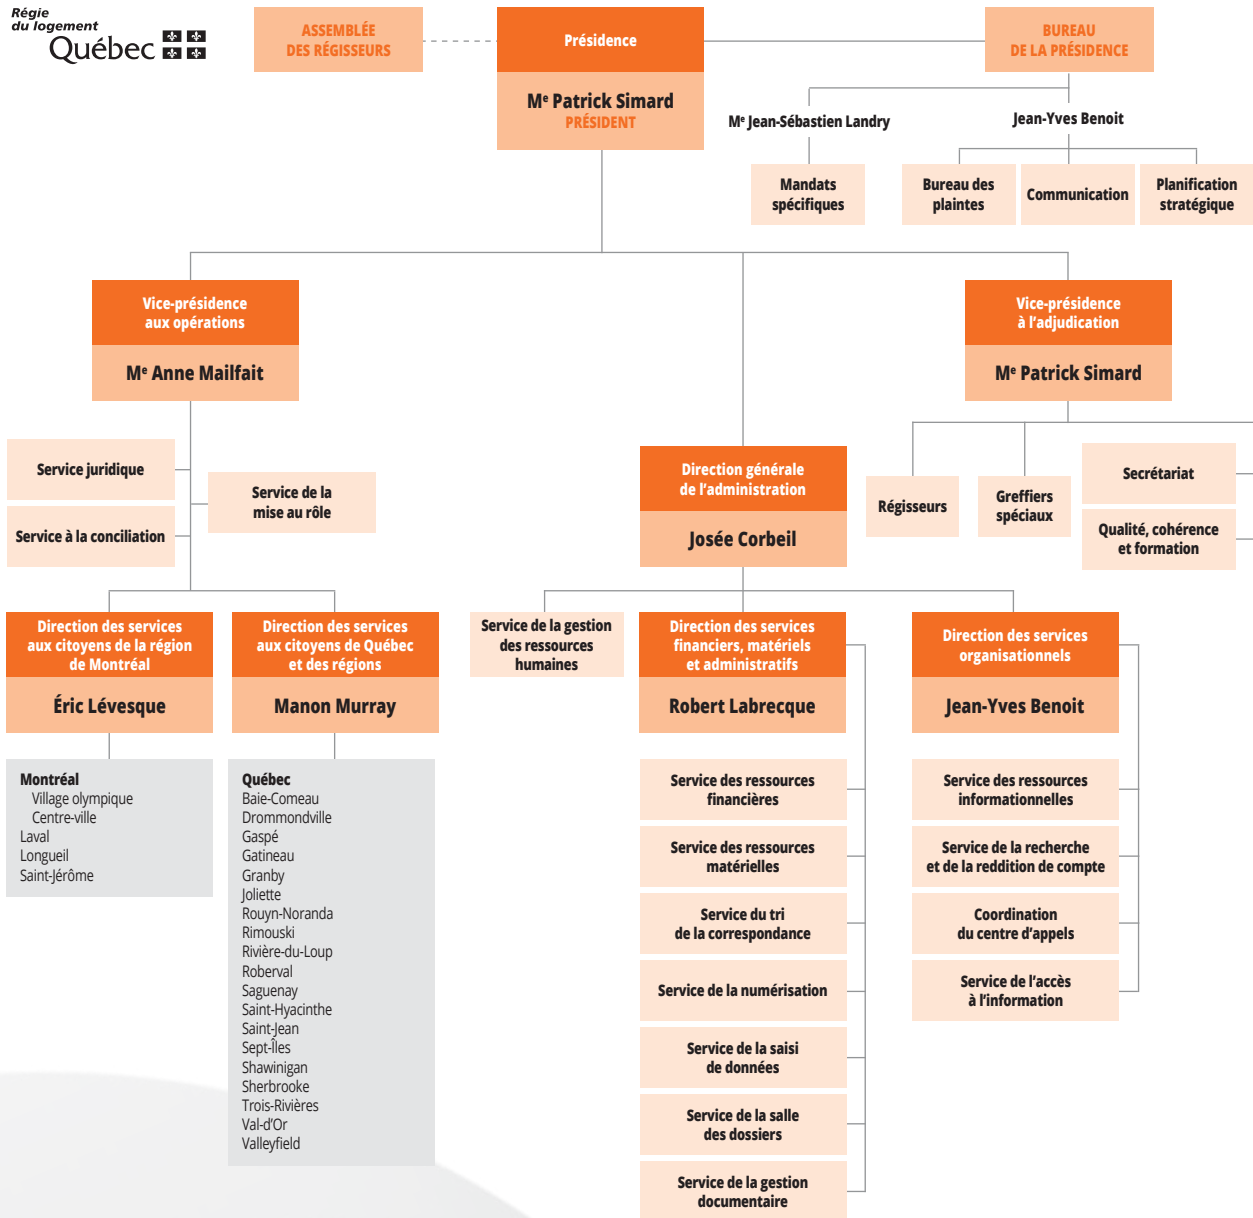 Régie
du logement
Québec
ASSEMBLÉE
DES RÉGISSEURS
Présidence
Mᵉ Patrick Simard
PRÉSIDENT
BUREAU
DE LA PRÉSIDENCE
Mᵉ Jean-Sébastien Landry
Jean-Yves Benoit
Mandats
spécifiques
Bureau des
plaintes
Communication
Planification
stratégique
Vice-présidence
aux opérations
Mᵉ Anne Mailfait
Vice-présidence
à l’adjudication
Mᵉ Patrick Simard
Service juridique
Service de la
mise au rôle
Service à la conciliation
Direction générale
de l’administration
Josée Corbeil
Régisseurs
Greffiers
spéciaux
Secrétariat
Qualité, cohérence
et formation
Direction des services
aux citoyens de la région
de Montréal
Éric Lévesque
Direction des services
aux citoyens de Québec
et des régions
Manon Murray
Service de la gestion
des ressources
humaines
Direction des services
financiers, matériels
et administratifs
Robert Labrecque
Direction des services
organisationnels
Jean-Yves Benoit
Montréal
Village olympique
Centre-ville
Laval
Longueil
Saint-Jérôme
Québec
Baie-Comeau
Drommondville
Gaspé
Gatineau
Granby
Joliette
Rouyn-Noranda
Rimouski
Rivière-du-Loup
Roberval
Saguenay
Saint-Hyacinthe
Saint-Jean
Sept-Îles
Shawinigan
Sherbrooke
Trois-Rivières
Val-d’Or
Valleyfield
Service des ressources
financières
Service des ressources
matérielles
Service du tri
de la correspondance
Service de la numérisation
Service de la saisi
de données
Service de la salle
des dossiers
Service de la gestion
documentaire
Service des ressources
informationnelles
Service de la recherche
et de la reddition de compte
Coordination
du centre d’appels
Service de l’accès
à l’information